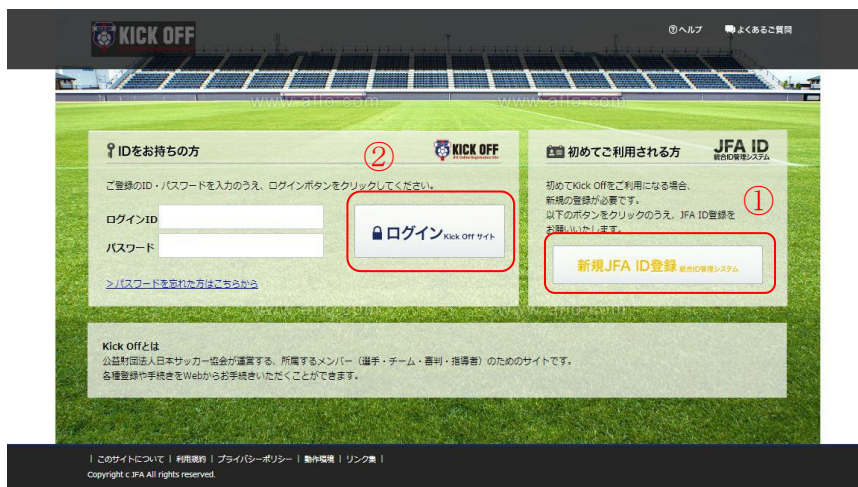 KICK OFF
ヘルプ よくあるご質問
www.aflo.com www.aflo.com
IDをお持ちの方
② KICK OFF
ご登録のID・パスワードを入力のうえ、ログインボタンをクリックしてください。
ログインID
パスワード
ログイン Kick Off サイト
>パスワードを忘れた方はこちらから
初めてご利用される方
JFA ID
統合ID管理システム
初めてKick Offをご利用になる場合、
新規の登録が必要です。
①
以下のボタンをクリックのうえ、JFA ID登録を
お願いいたします。
新規JFA ID登録 統合ID管理システム
www.aflo.com www.aflo.com
Kick Offとは
公益財団法人日本サッカー協会が運営する、所属するメンバー（選手・チーム・審判・指導者）のためのサイトです。
各種登録や手続きをWebからお手続きいただくことができます。
| このサイトについて | 利用規約 | プライバシーポリシー | 動作環境 | リンク集 |
Copyright c JFA All rights reserved.